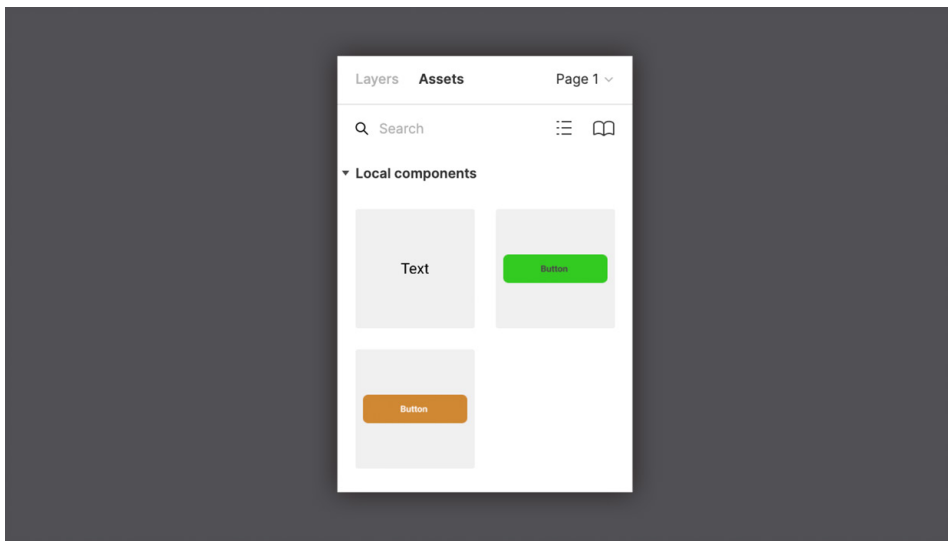 Layers Assets Page 1
Search
Local components
Text Button
Button